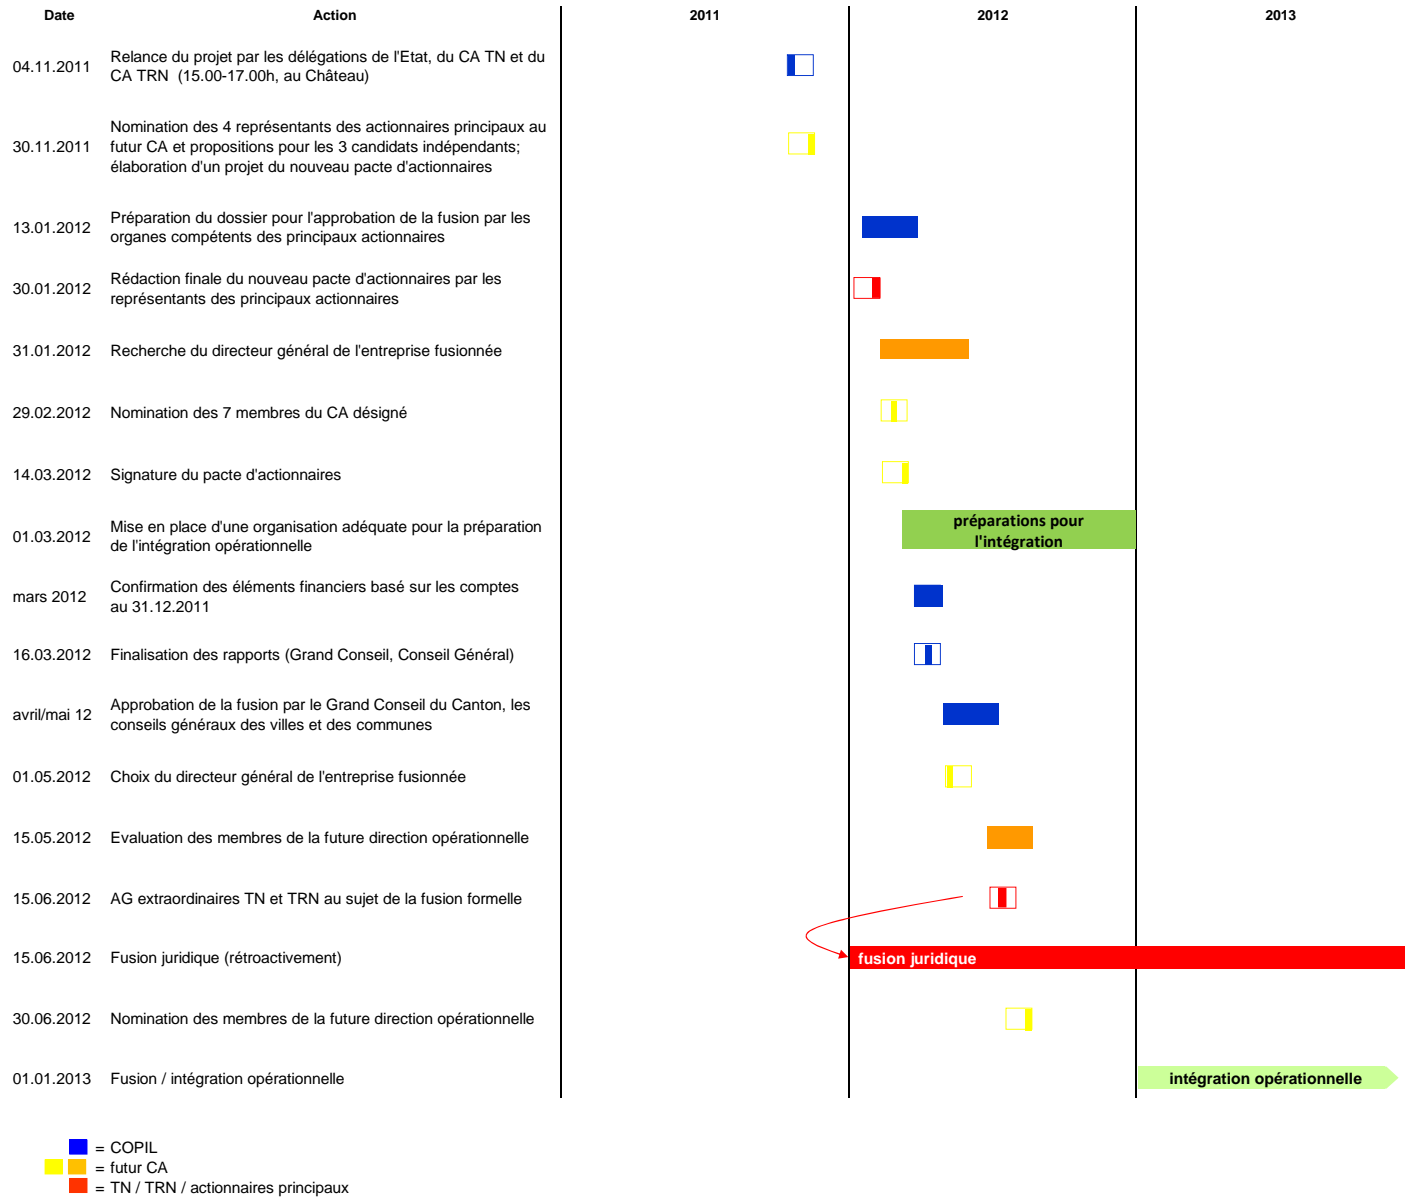 Date Action 2011 2012 2013
04.11.2011 Relance du projet par les délégations de l'Etat, du CA TN et du
CA TRN (15.00-17.00h, au Château)
30.11.2011 Nomination des 4 représentants des actionnaires principaux au
futur CA et propositions pour les 3 candidats indépendants;
élaboration d'un projet du nouveau pacte d'actionnaires
13.01.2012 Préparation du dossier pour l'approbation de la fusion par les
organes compétents des principaux actionnaires
30.01.2012 Rédaction finale du nouveau pacte d'actionnaires par les
représentants des principaux actionnaires
31.01.2012 Recherche du directeur général de l'entreprise fusionnée
29.02.2012 Nomination des 7 membres du CA désigné
14.03.2012 Signature du pacte d'actionnaires
01.03.2012 Mise en place d'une organisation adéquate pour la préparation
de l'intégration opérationnelle
préparations pour
l'intégration
mars 2012 Confirmation des éléments financiers basé sur les comptes
au 31.12.2011
16.03.2012 Finalisation des rapports (Grand Conseil, Conseil Général)
avril/mai 12 Approbation de la fusion par le Grand Conseil du Canton, les
conseils généraux des villes et des communes
01.05.2012 Choix du directeur général de l'entreprise fusionnée
15.05.2012 Evaluation des membres de la future direction opérationnelle
15.06.2012 AG extraordinaires TN et TRN au sujet de la fusion formelle
15.06.2012 Fusion juridique (rétroactivement) fusion juridique
30.06.2012 Nomination des membres de la future direction opérationnelle
01.01.2013 Fusion / intégration opérationnelle intégration opérationnelle
= COPIL
= futur CA
= TN / TRN / actionnaires principaux